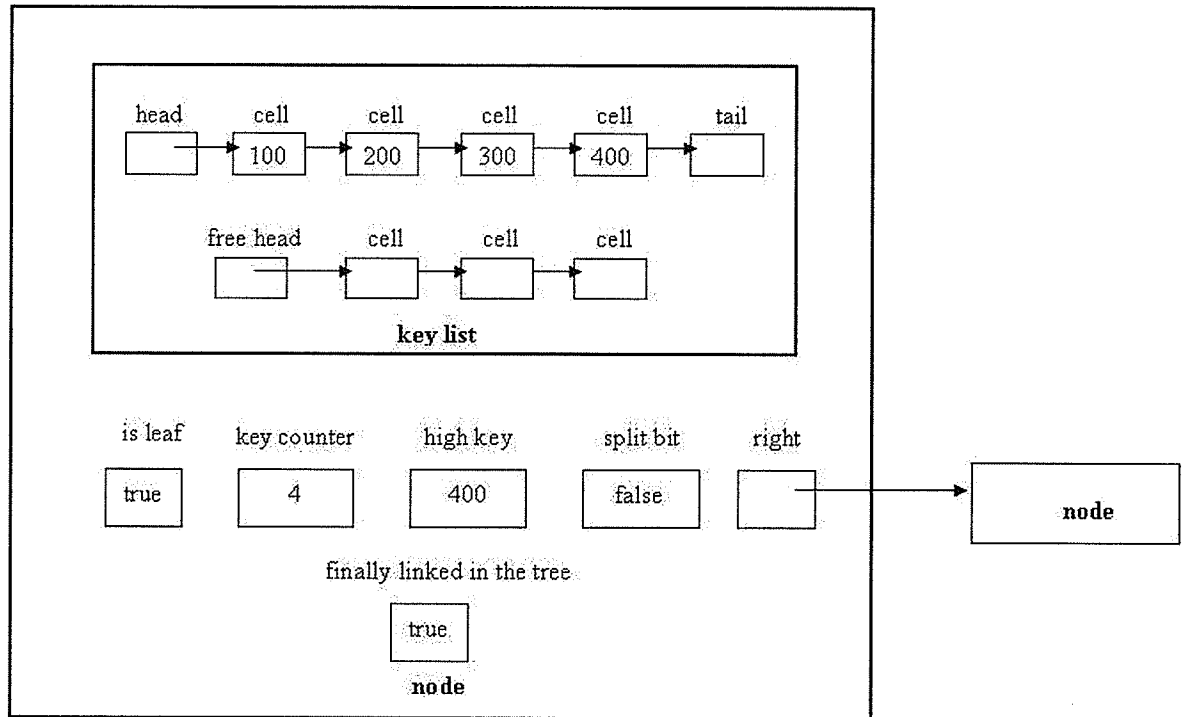 head cell cell cell cell tail
100 200 300 400
free head cell cell cell
key list
is leaf key counter high key split bit right
true 4 400 false
node
finally linked in the tree
true
node